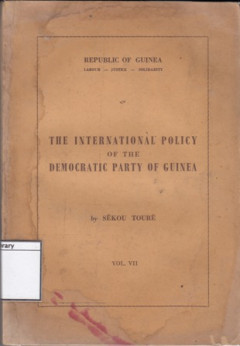 REPUBLIC OF GUINEA
LABOUR — JUSTICE — SOLIDARITY
THE INTERNATIONAL POLICY
OF THE
DEMOCRATIC PARTY OF GUINEA
by SÉKOU TOURÉ
VOL. VII
library